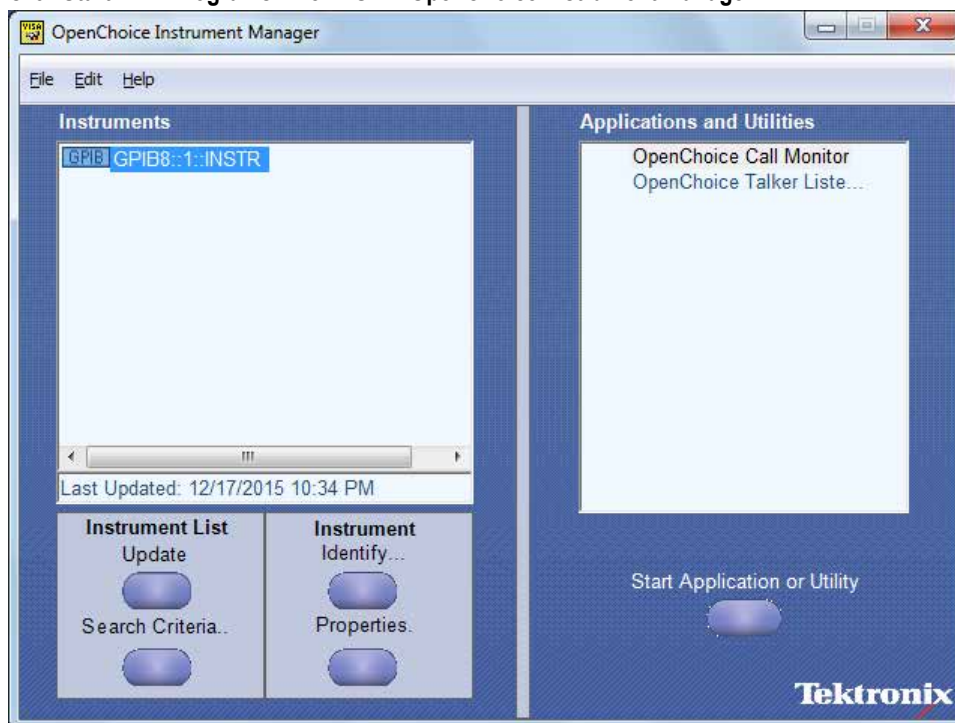 OpenChoice Instrument Manager
File Edit Help
Instruments
GPIB GPIB8::1::INSTR
Last Updated: 12/17/2015 10:34 PM
Instrument List
Update
Search Criteria..
Instrument
Identify...
Properties.
Applications and Utilities
OpenChoice Call Monitor
OpenChoice Talker Liste...
Start Application or Utility
Tektronix